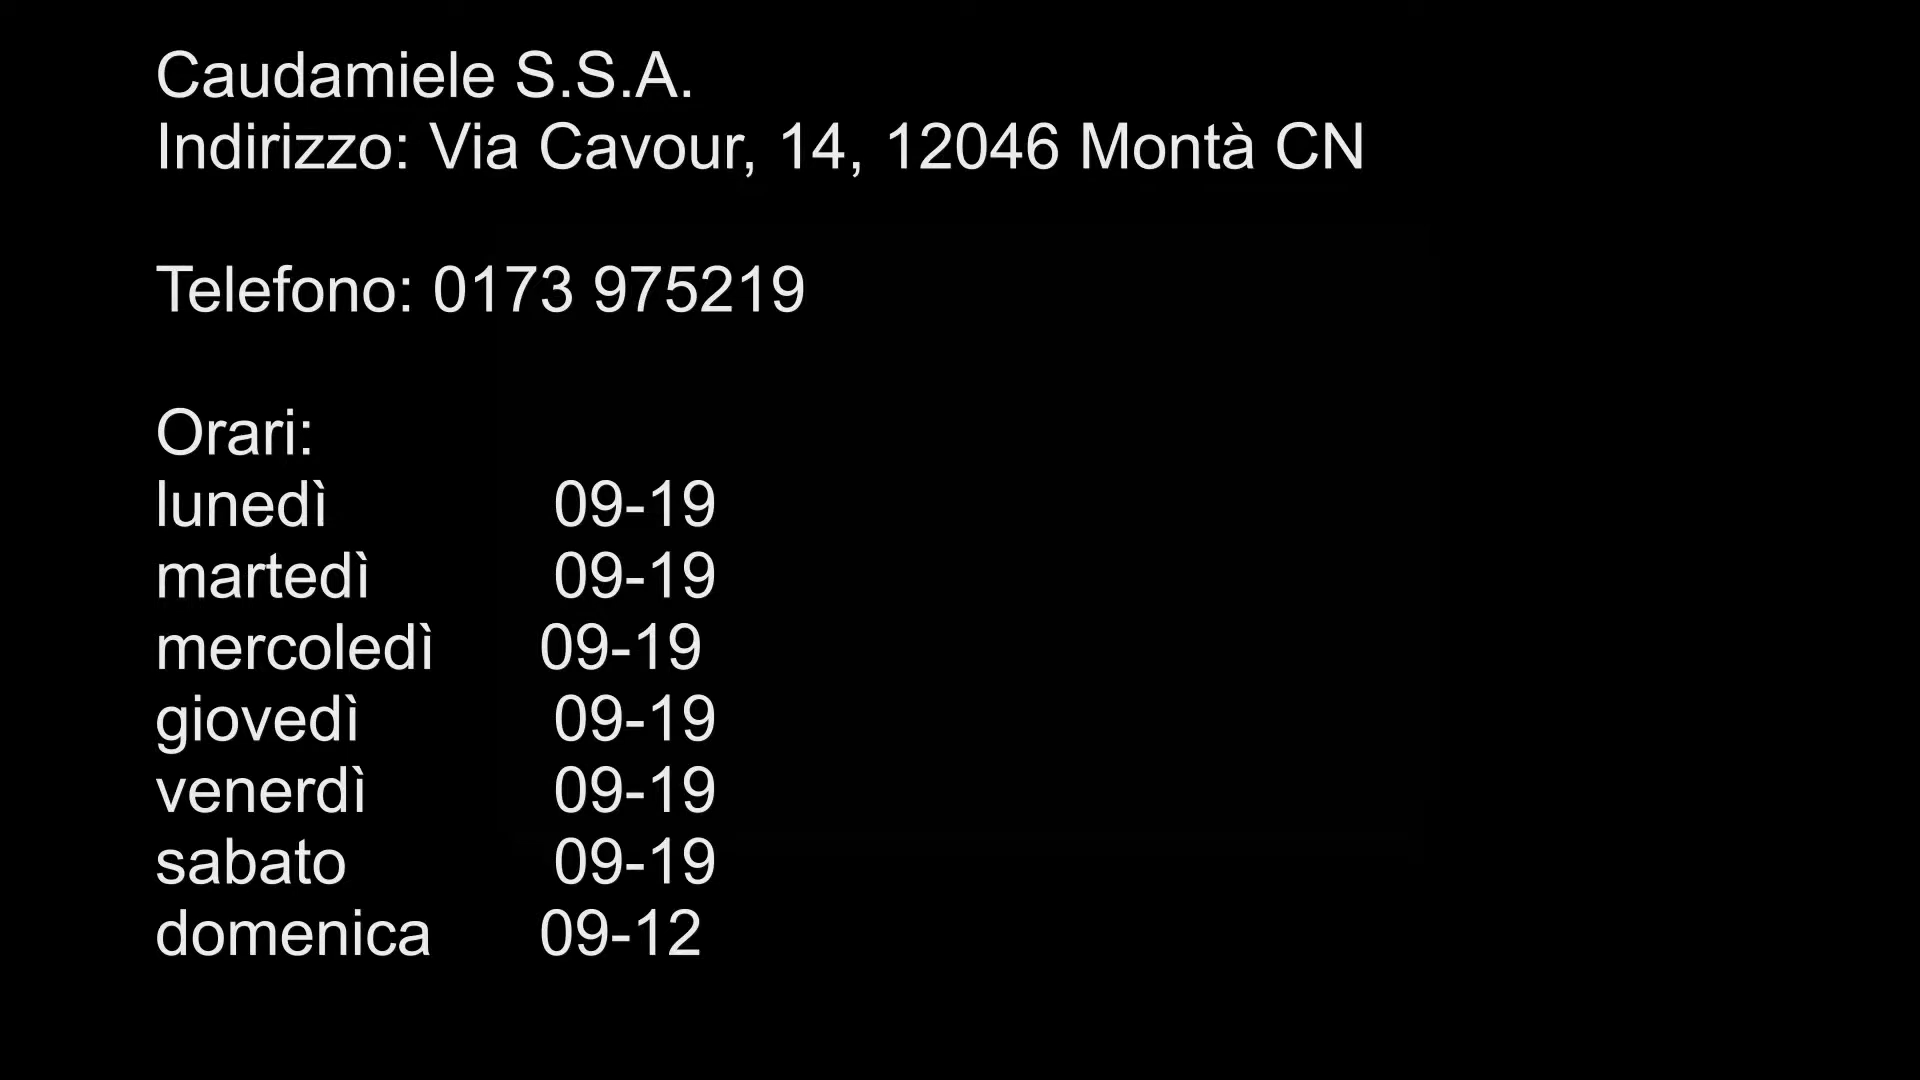 Caudamiele S.S.A.
Indirizzo: Via Cavour, 14, 12046 Montà CN
Telefono: 0173 975219
Orari:
lunedì 09-19
martedì 09-19
mercoledì 09-19
giovedì 09-19
venerdì 09-19
sabato 09-19
domenica 09-12